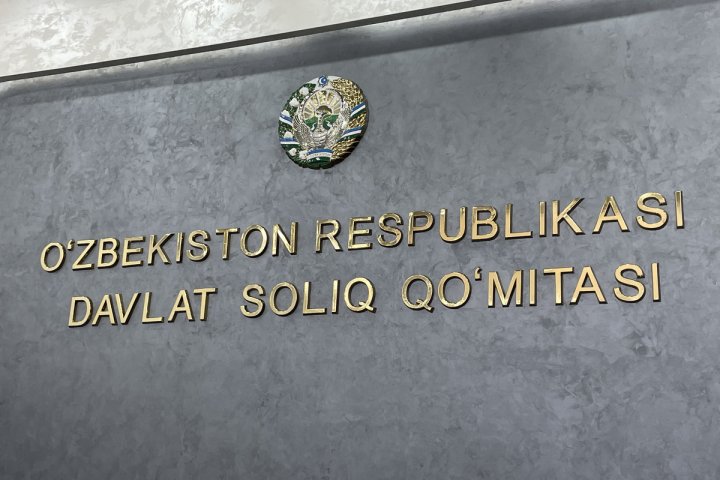 O‘ZBEKISTON RESPUBLIKASI
DAVLAT SOLIQ QO‘MITASI